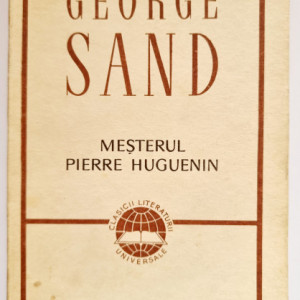 GEORGE
SAND
MEȘTERUL
PIERRE HUGUENIN
CLASICII LITERATURII
UNIVERSALE